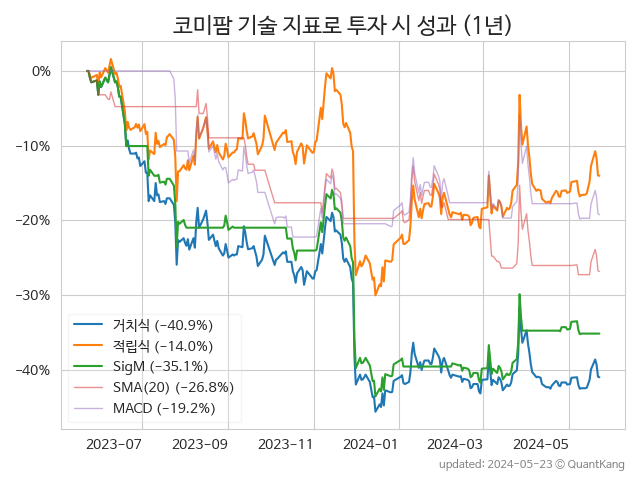 코미팜 기술 지표로 투자 시 성과 (1년)
0%
−10%
−20%
−30%
−40%
거치식 (−40.9%)
적립식 (−14.0%)
SigM (−35.1%)
SMA(20) (−26.8%)
MACD (−19.2%)
2023-07 2023-09 2023-11 2024-01 2024-03 2024-05
updated: 2024-05-23 © QuantKang